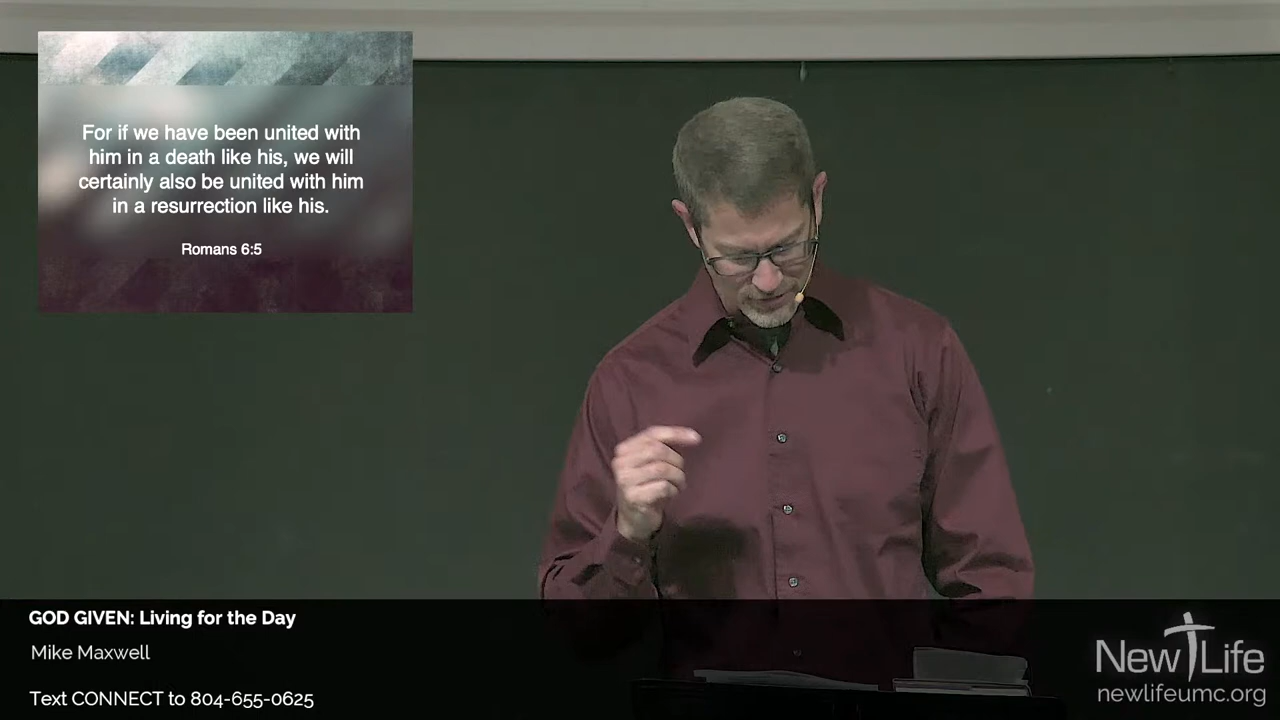 For if we have been united with
him in a death like his, we will
certainly also be united with him
in a resurrection like his.
Romans 6:5
GOD GIVEN: Living for the Day
Mike Maxwell
Text CONNECT to 804-655-0625
New Life
newlifeumc.org